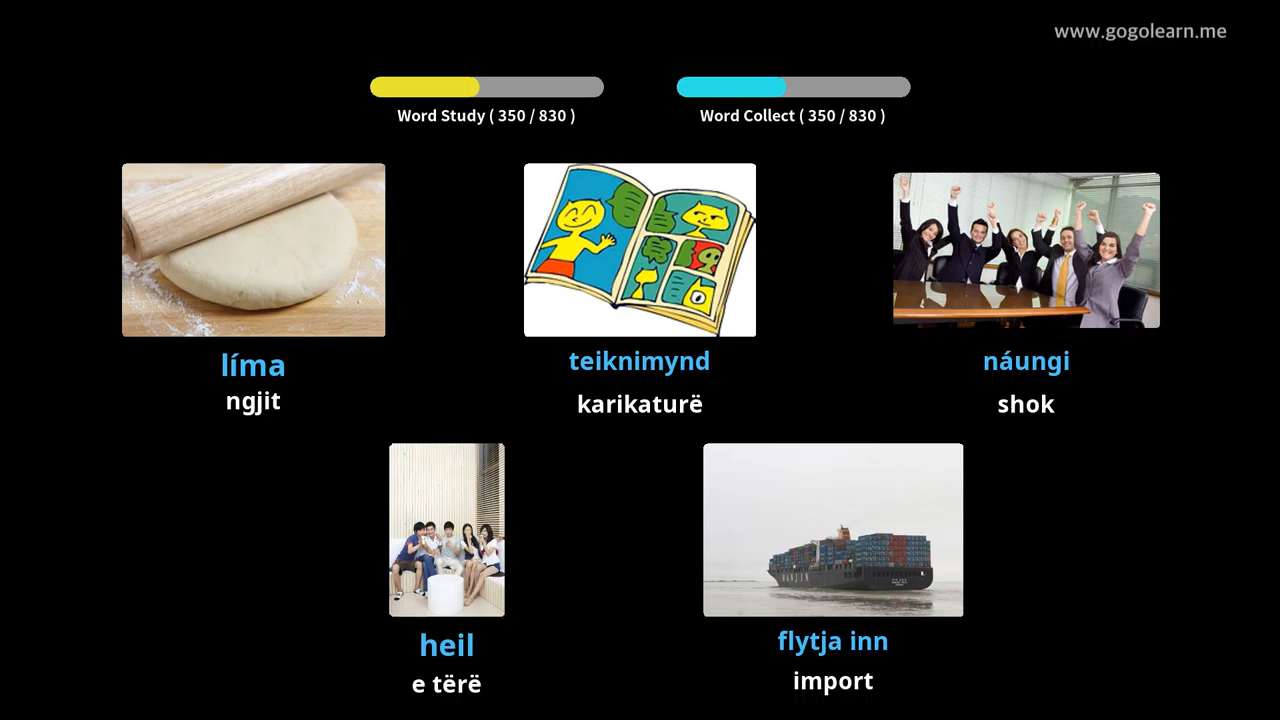 www.gogolearn.me
Word Study ( 350 / 830 )
Word Collect ( 350 / 830 )
líma
ngjit
teiknimynd
karikaturë
náungi
shok
heil
e tërë
flytja inn
import
HANJIN